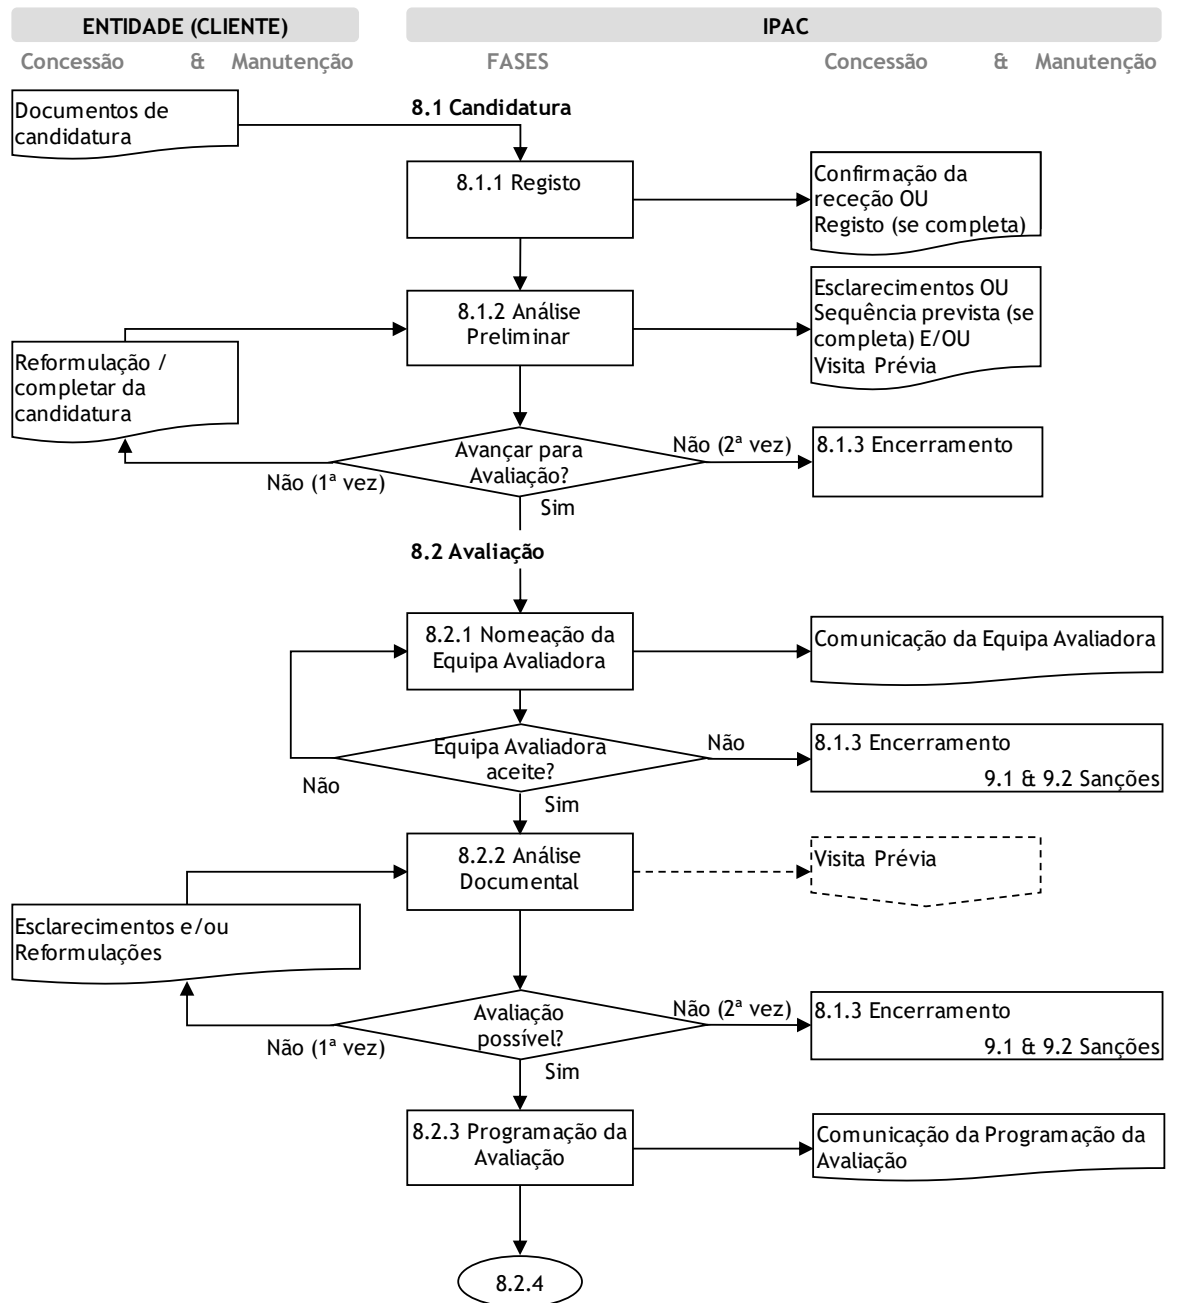 ENTIDADE (CLIENTE)
IPAC
Concessão & Manutenção
FASES
Concessão & Manutenção
Documentos de
candidatura
8.1 Candidatura
8.1.1 Registo
Confirmação da
receção OU
Registo (se completa)
8.1.2 Análise
Preliminar
Esclarecimentos OU
Sequência prevista (se
completa) E/OU
Visita Prévia
Reformulação /
completar da
candidatura
Avançar para
Avaliação?
Não (1ª vez)
Não (2ª vez)
8.1.3 Encerramento
Sim
8.2 Avaliação
8.2.1 Nomeação da
Equipa Avaliadora
Comunicação da Equipa Avaliadora
Equipa Avaliadora
aceite?
Não
Não
8.1.3 Encerramento
9.1 & 9.2 Sanções
Sim
8.2.2 Análise
Documental
Visita Prévia
Esclarecimentos e/ou
Reformulações
Avaliação
possível?
Não (1ª vez)
Não (2ª vez)
8.1.3 Encerramento
9.1 & 9.2 Sanções
Sim
8.2.3 Programação da
Avaliação
Comunicação da Programação da
Avaliação
8.2.4